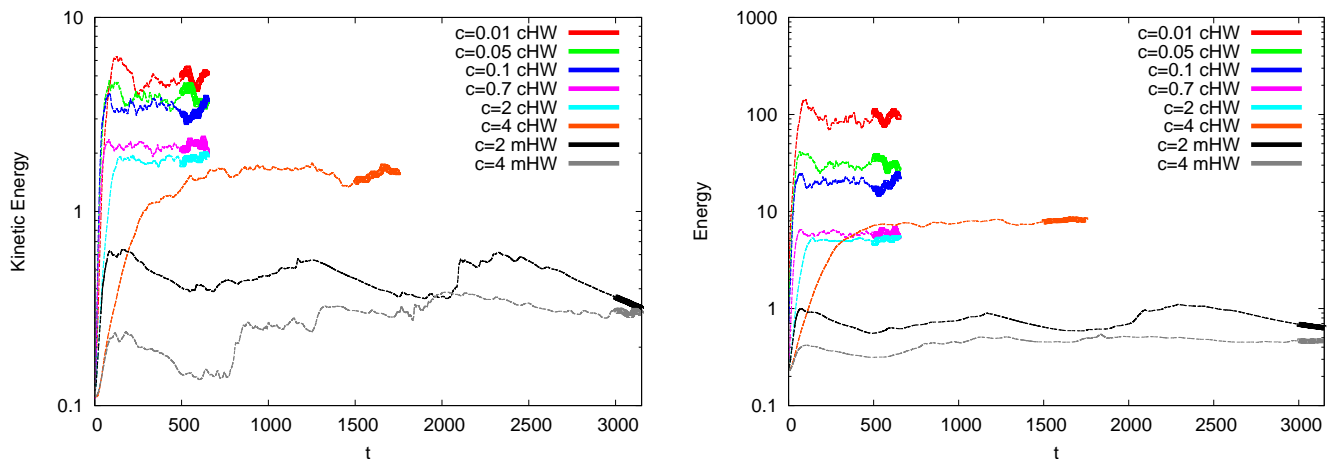 10
1
0.1
Kinetic Energy
0 500 1000 1500 2000 2500 3000
t
c=0.01 cHW
c=0.05 cHW
c=0.1 cHW
c=0.7 cHW
c=2 cHW
c=4 cHW
c=2 mHW
c=4 mHW
1000
100
10
1
0.1
Energy
0 500 1000 1500 2000 2500 3000
t
c=0.01 cHW
c=0.05 cHW
c=0.1 cHW
c=0.7 cHW
c=2 cHW
c=4 cHW
c=2 mHW
c=4 mHW